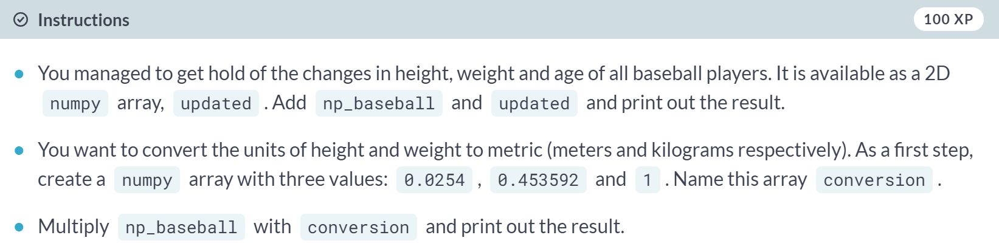 Instructions
100 XP
You managed to get hold of the changes in height, weight and age of all baseball players. It is available as a 2D
numpy array, updated . Add np_baseball and updated and print out the result.
You want to convert the units of height and weight to metric (meters and kilograms respectively). As a first step,
create a numpy array with three values: 0.0254 , 0.453592 and 1 . Name this array conversion .
Multiply np_baseball with conversion and print out the result.